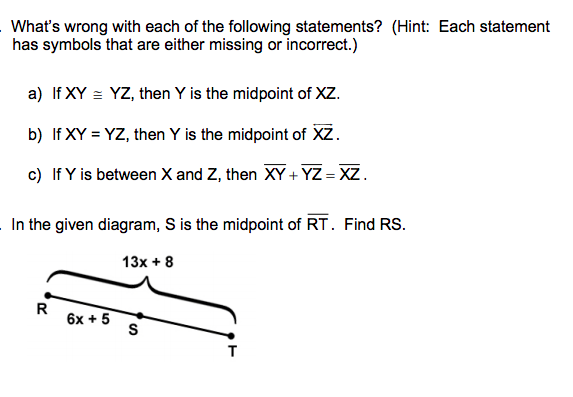 What's wrong with each of the following statements? (Hint: Each statement
has symbols that are either missing or incorrect.)
a) If XY ≅ YZ, then Y is the midpoint of XZ.
b) If XY = YZ, then Y is the midpoint of X̅Z̅.
c) If Y is between X and Z, then X̅Y̅ + Y̅Z̅ = X̅Z̅.
In the given diagram, S is the midpoint of R̅T̅. Find RS.
13x + 8
R
6x + 5
S
T